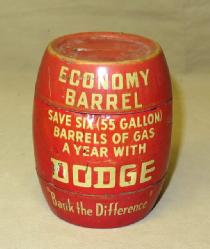 ECONOMY
BARREL
SAVE SIX (55 GALLON)
BARRELS OF GAS
A YEAR WITH
DODGE
Bank the Difference